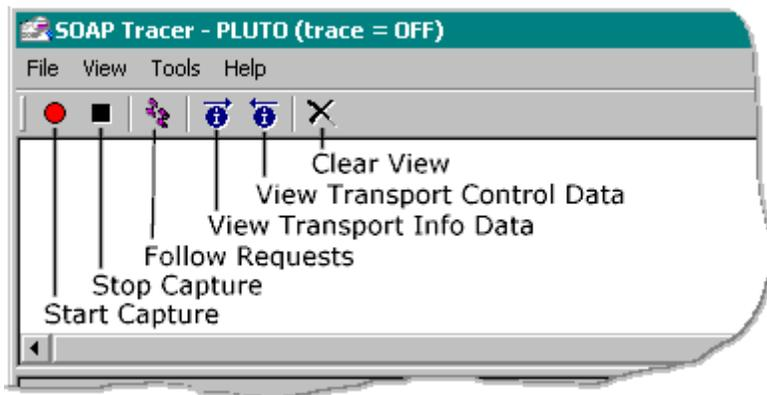 SOAP Tracer - PLUTO (trace = OFF)
File View Tools Help
Clear View
View Transport Control Data
View Transport Info Data
Follow Requests
Stop Capture
Start Capture